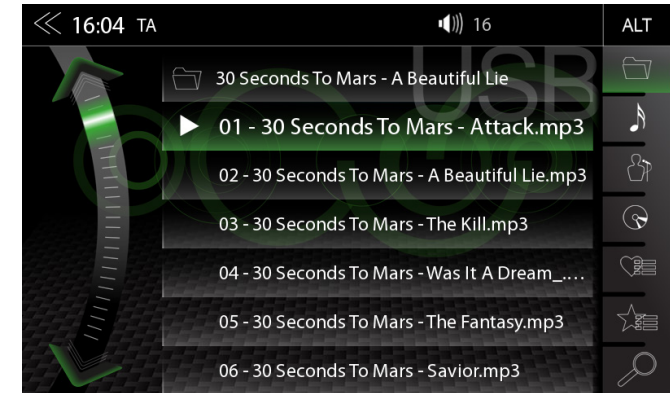 16:04 TA 16 ALT
USB
30 Seconds To Mars - A Beautiful Lie
01 - 30 Seconds To Mars - Attack.mp3
02 - 30 Seconds To Mars - A Beautiful Lie.mp3
03 - 30 Seconds To Mars - The Kill.mp3
04 - 30 Seconds To Mars - Was It A Dream_....
05 - 30 Seconds To Mars - The Fantasy.mp3
06 - 30 Seconds To Mars - Savior.mp3